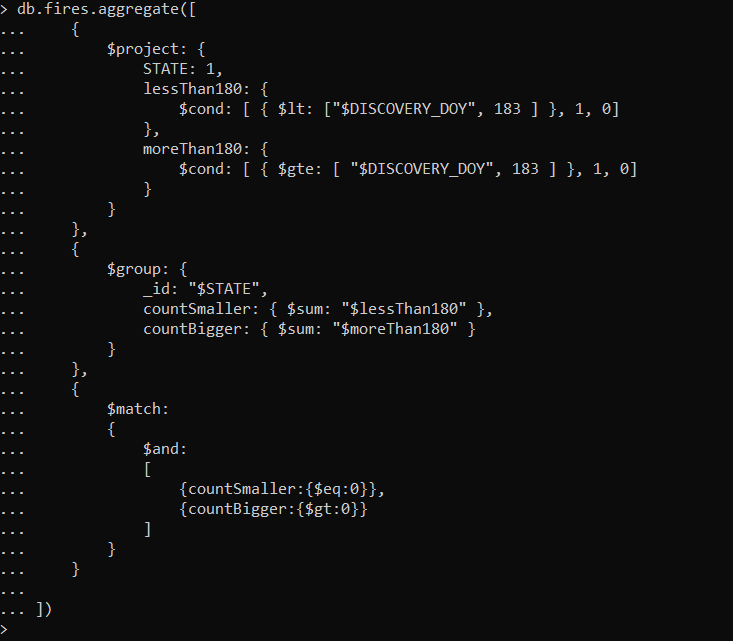 > db.fires.aggregate([
...     {
...         $project: {
...             STATE: 1,
...             lessThan180: {
...                 $cond: [ { $lt: ["$DISCOVERY_DOY", 183 ] }, 1, 0]
...             },
...             moreThan180: {
...                 $cond: [ { $gte: [ "$DISCOVERY_DOY", 183 ] }, 1, 0]
...             }
...         }
...     },
...     {
...         $group: {
...             _id: "$STATE",
...             countSmaller: { $sum: "$lessThan180" },
...             countBigger: { $sum: "$moreThan180" }
...         }
...     },
...     {
...         $match:
...         {
...             $and:
...             [
...                 {countSmaller:{$eq:0}},
...                 {countBigger:{$gt:0}}
...             ]
...         }
...     }
...
... ])
>